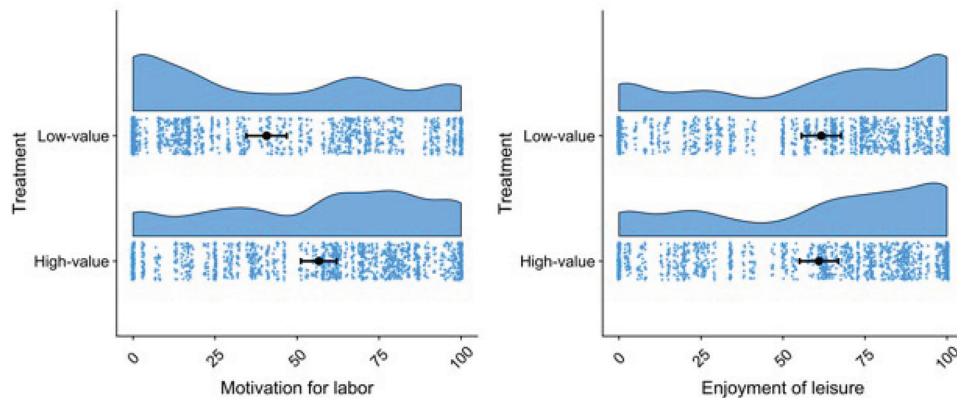 Treatment
Low-value
High-value
0
25
50
75
100
Motivation for labor
Treatment
Low-value
High-value
0
25
50
75
100
Enjoyment of leisure